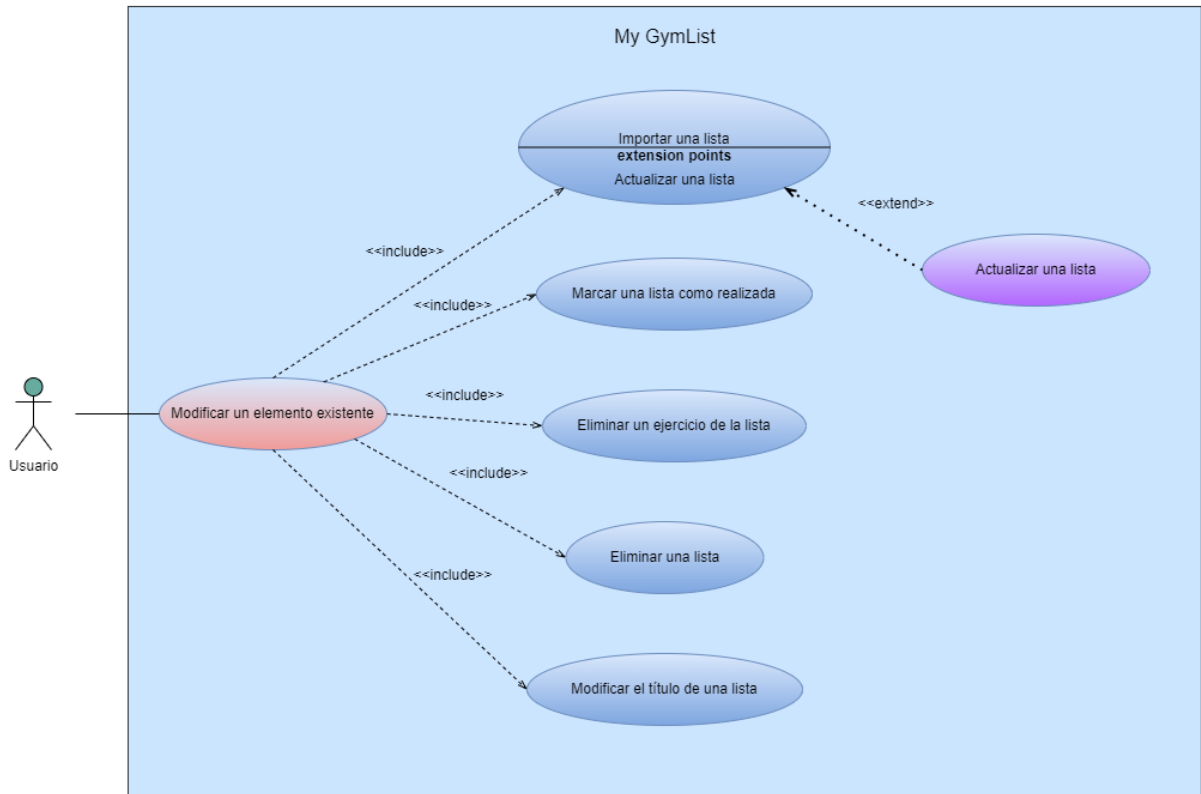 My GymList
Importar una lista
extension points
Actualizar una lista
<<extend>>
<<include>>
Actualizar una lista
Marcar una lista como realizada
<<include>>
Modificar un elemento existente
<<include>>
Eliminar un ejercicio de la lista
Usuario
<<include>>
Eliminar una lista
<<include>>
Modificar el título de una lista